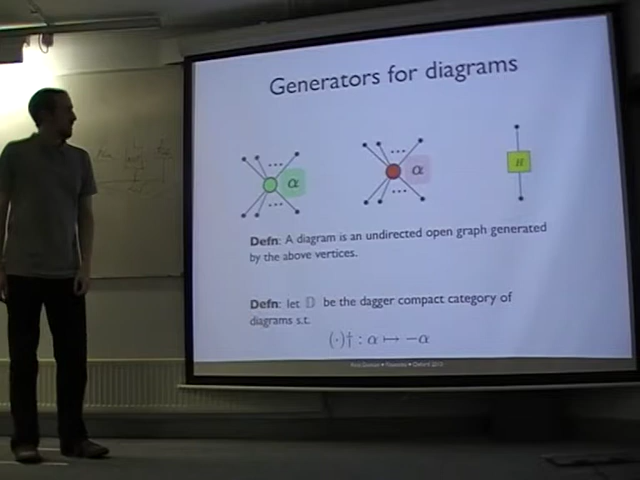 Generators for diagrams
... ... 
α α H
... ...
Defn: A diagram is an undirected open graph generated
by the above vertices.
Defn: let 𝔻 be the dagger compact category of
diagrams s.t.
(·)† : α ↦ −α